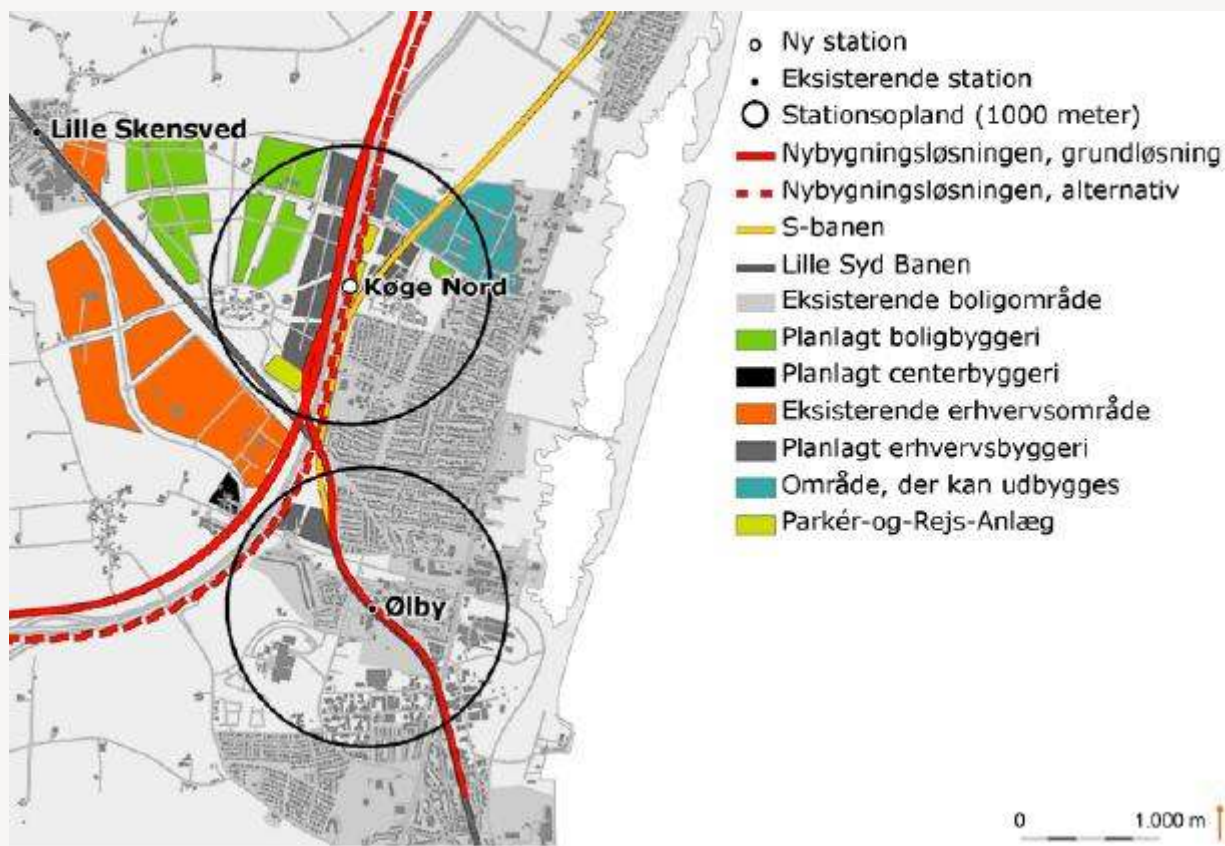 Lille Skensved
Køge Nord
Ølby
Ny station
Eksisterende station
Stationsopland (1000 meter)
Nybygningsløsningen, grundløsning
Nybygningsløsningen, alternativ
S-banen
Lille Syd Banen
Eksisterende boligområde
Planlagt boligbyggeri
Planlagt centerbyggeri
Eksisterende erhvervsområde
Planlagt erhvervsbyggeri
Område, der kan udbygges
Parkér-og-Rejs-Anlæg
0 1.000 m